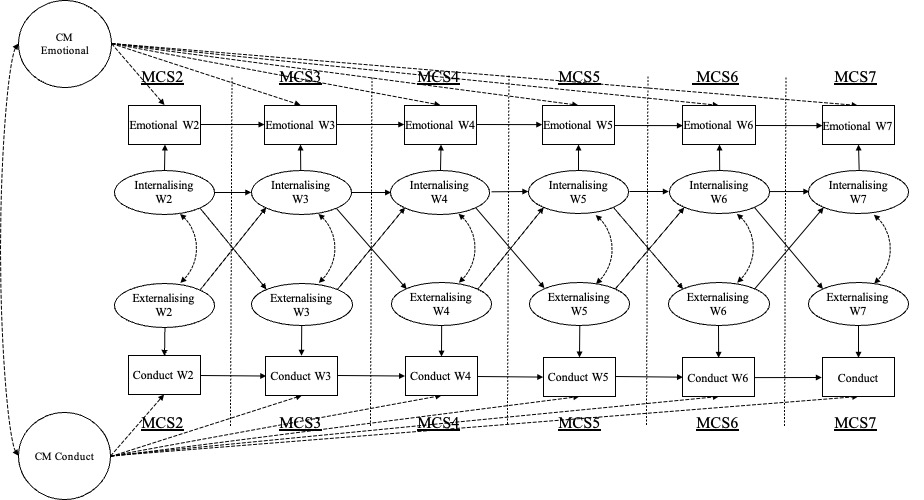 CM
Emotional
MCS2 MCS3 MCS4 MCS5 MCS6 MCS7
Emotional W2 Emotional W3 Emotional W4 Emotional W5 Emotional W6 Emotional W7
Internalising Internalising Internalising Internalising Internalising Internalising
W2 W3 W4 W5 W6 W7
Externalising Externalising Externalising Externalising Externalising Externalising
W2 W3 W4 W5 W6 W7
Conduct W2 Conduct W3 Conduct W4 Conduct W5 Conduct W6 Conduct
MCS2 MCS3 MCS4 MCS5 MCS6 MCS7
CM Conduct